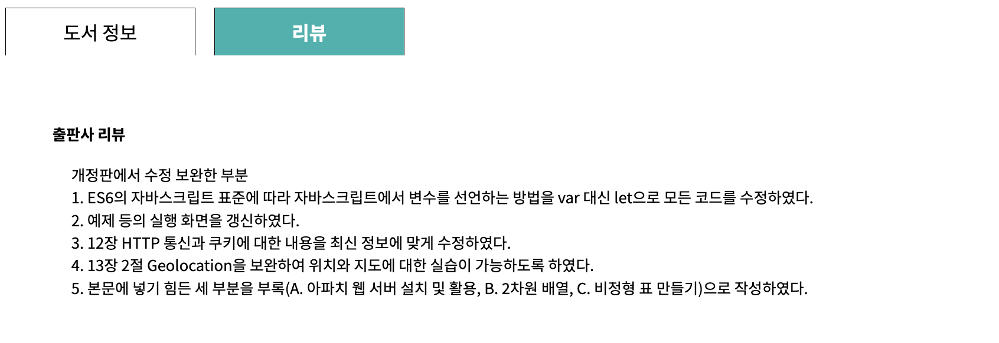 도서 정보
리뷰
출판사 리뷰
개정판에서 수정 보완한 부분
1. ES6의 자바스크립트 표준에 따라 자바스크립트에서 변수를 선언하는 방법을 var 대신 let으로 모든 코드를 수정하였다.
2. 예제 등의 실행 화면을 갱신하였다.
3. 12장 HTTP 통신과 쿠키에 대한 내용을 최신 정보에 맞게 수정하였다.
4. 13장 2절 Geolocation을 보완하여 위치와 지도에 대한 실습이 가능하도록 하였다.
5. 본문에 넣기 힘든 세 부분을 부록(A. 아파치 웹 서버 설치 및 활용, B. 2차원 배열, C. 비정형 표 만들기)으로 작성하였다.